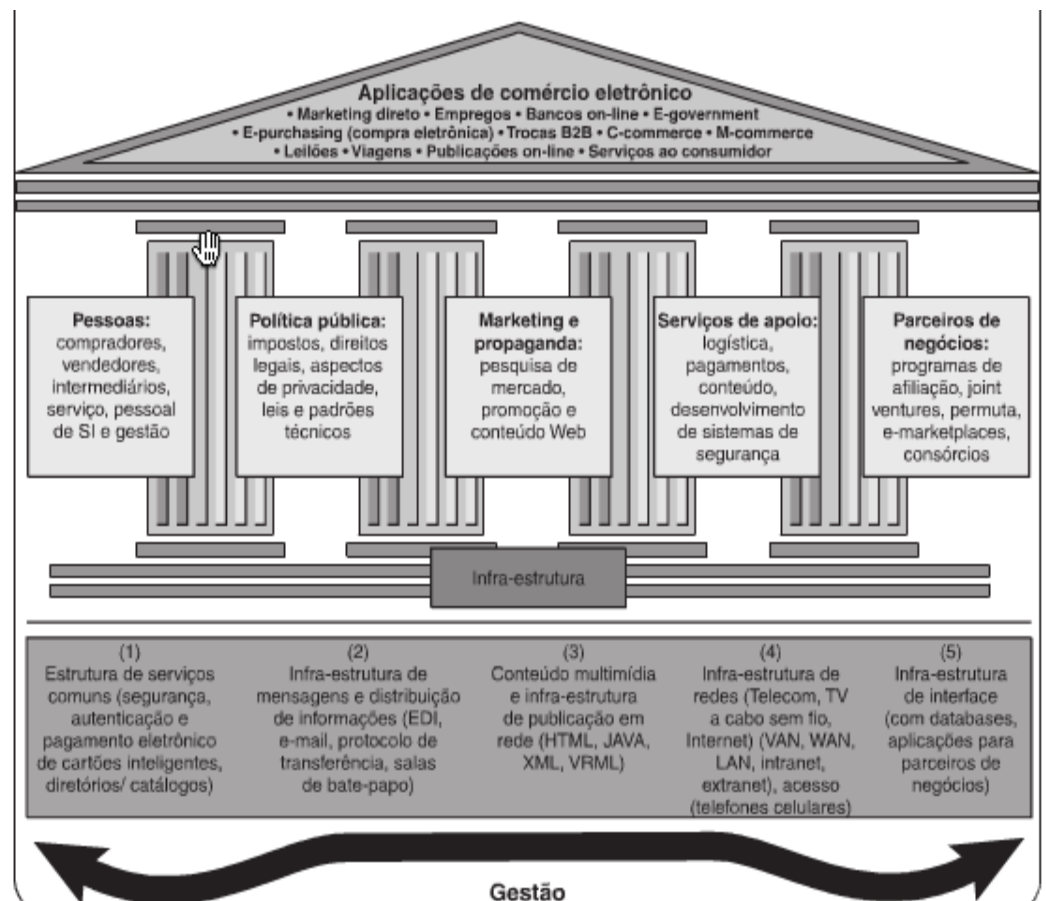 Aplicações de comércio eletrônico
• Marketing direto • Empregos • Bancos on-line • E-government
• E-purchasing (compra eletrônica) • Trocas B2B • C-commerce • M-commerce
• Leilões • Viagens • Publicações on-line • Serviços ao consumidor
Pessoas:
compradores,
vendedores,
intermediários,
serviço, pessoal
de SI e gestão
Política pública:
impostos, direitos
legais, aspectos
de privacidade,
leis e padrões
técnicos
Marketing e
propaganda:
pesquisa de
mercado,
promoção e
conteúdo Web
Serviços de apoio:
logística,
pagamentos,
conteúdo,
desenvolvimento
de sistemas de
segurança
Parceiros de
negócios:
programas de
afiliação, joint
ventures, permuta,
e-marketplaces,
consórcios
Infra-estrutura
(1)
Estrutura de serviços
comuns (segurança,
autenticação e
pagamento eletrônico
de cartões inteligentes,
diretórios/ catálogos)
(2)
Infra-estrutura de
mensagens e distribuição
de informações (EDI,
e-mail, protocolo de
transferência, salas
de bate-papo)
(3)
Conteúdo multimídia
e infra-estrutura
de publicação em
rede (HTML, JAVA,
XML, VRML)
(4)
Infra-estrutura de
redes (Telecom, TV
a cabo sem fio,
Internet) (VAN, WAN,
LAN, intranet,
extranet), acesso
(telefones celulares)
(5)
Infra-estrutura
de interface
(com databases,
aplicações para
parceiros de
negócios)
Gestão